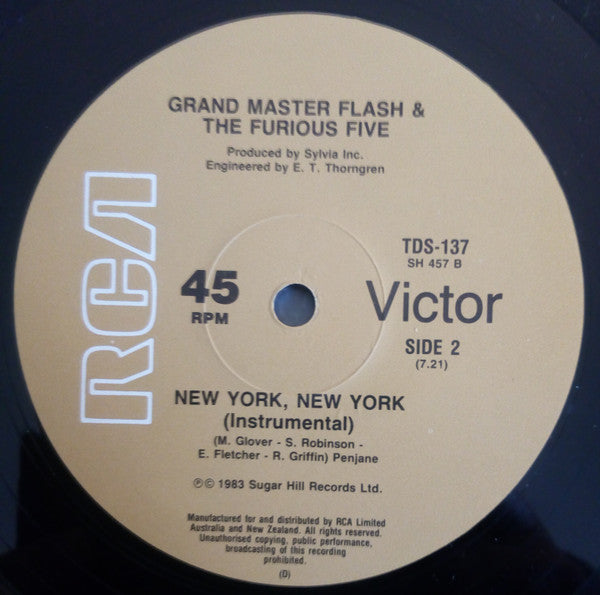 GRAND MASTER FLASH &
THE FURIOUS FIVE
Produced by Sylvia Inc.
Engineered by E. T. Thorngren
RCA
45
RPM
TDS-137
SH 457 B
Victor
SIDE 2
(7.21)
NEW YORK, NEW YORK
(Instrumental)
(M. Glover - S. Robinson -
E. Fletcher - R. Griffin) Penjane
℗© 1983 Sugar Hill Records Ltd.
Manufactured for and distributed by RCA Limited
Australia and New Zealand. All rights reserved.
Unauthorised copying, public performance,
broadcasting of this recording
prohibited.
(D)